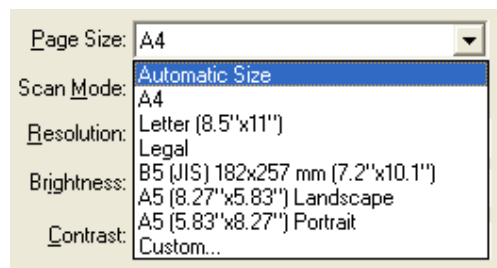 Page Size: A4
Automatic Size
Scan Mode:
A4
Letter (8.5"x11")
Resolution:
Legal
B5 (JIS) 182x257 mm (7.2"x10.1")
Brightness:
A5 (8.27"x5.83") Landscape
A5 (5.83"x8.27") Portrait
Contrast:
Custom...